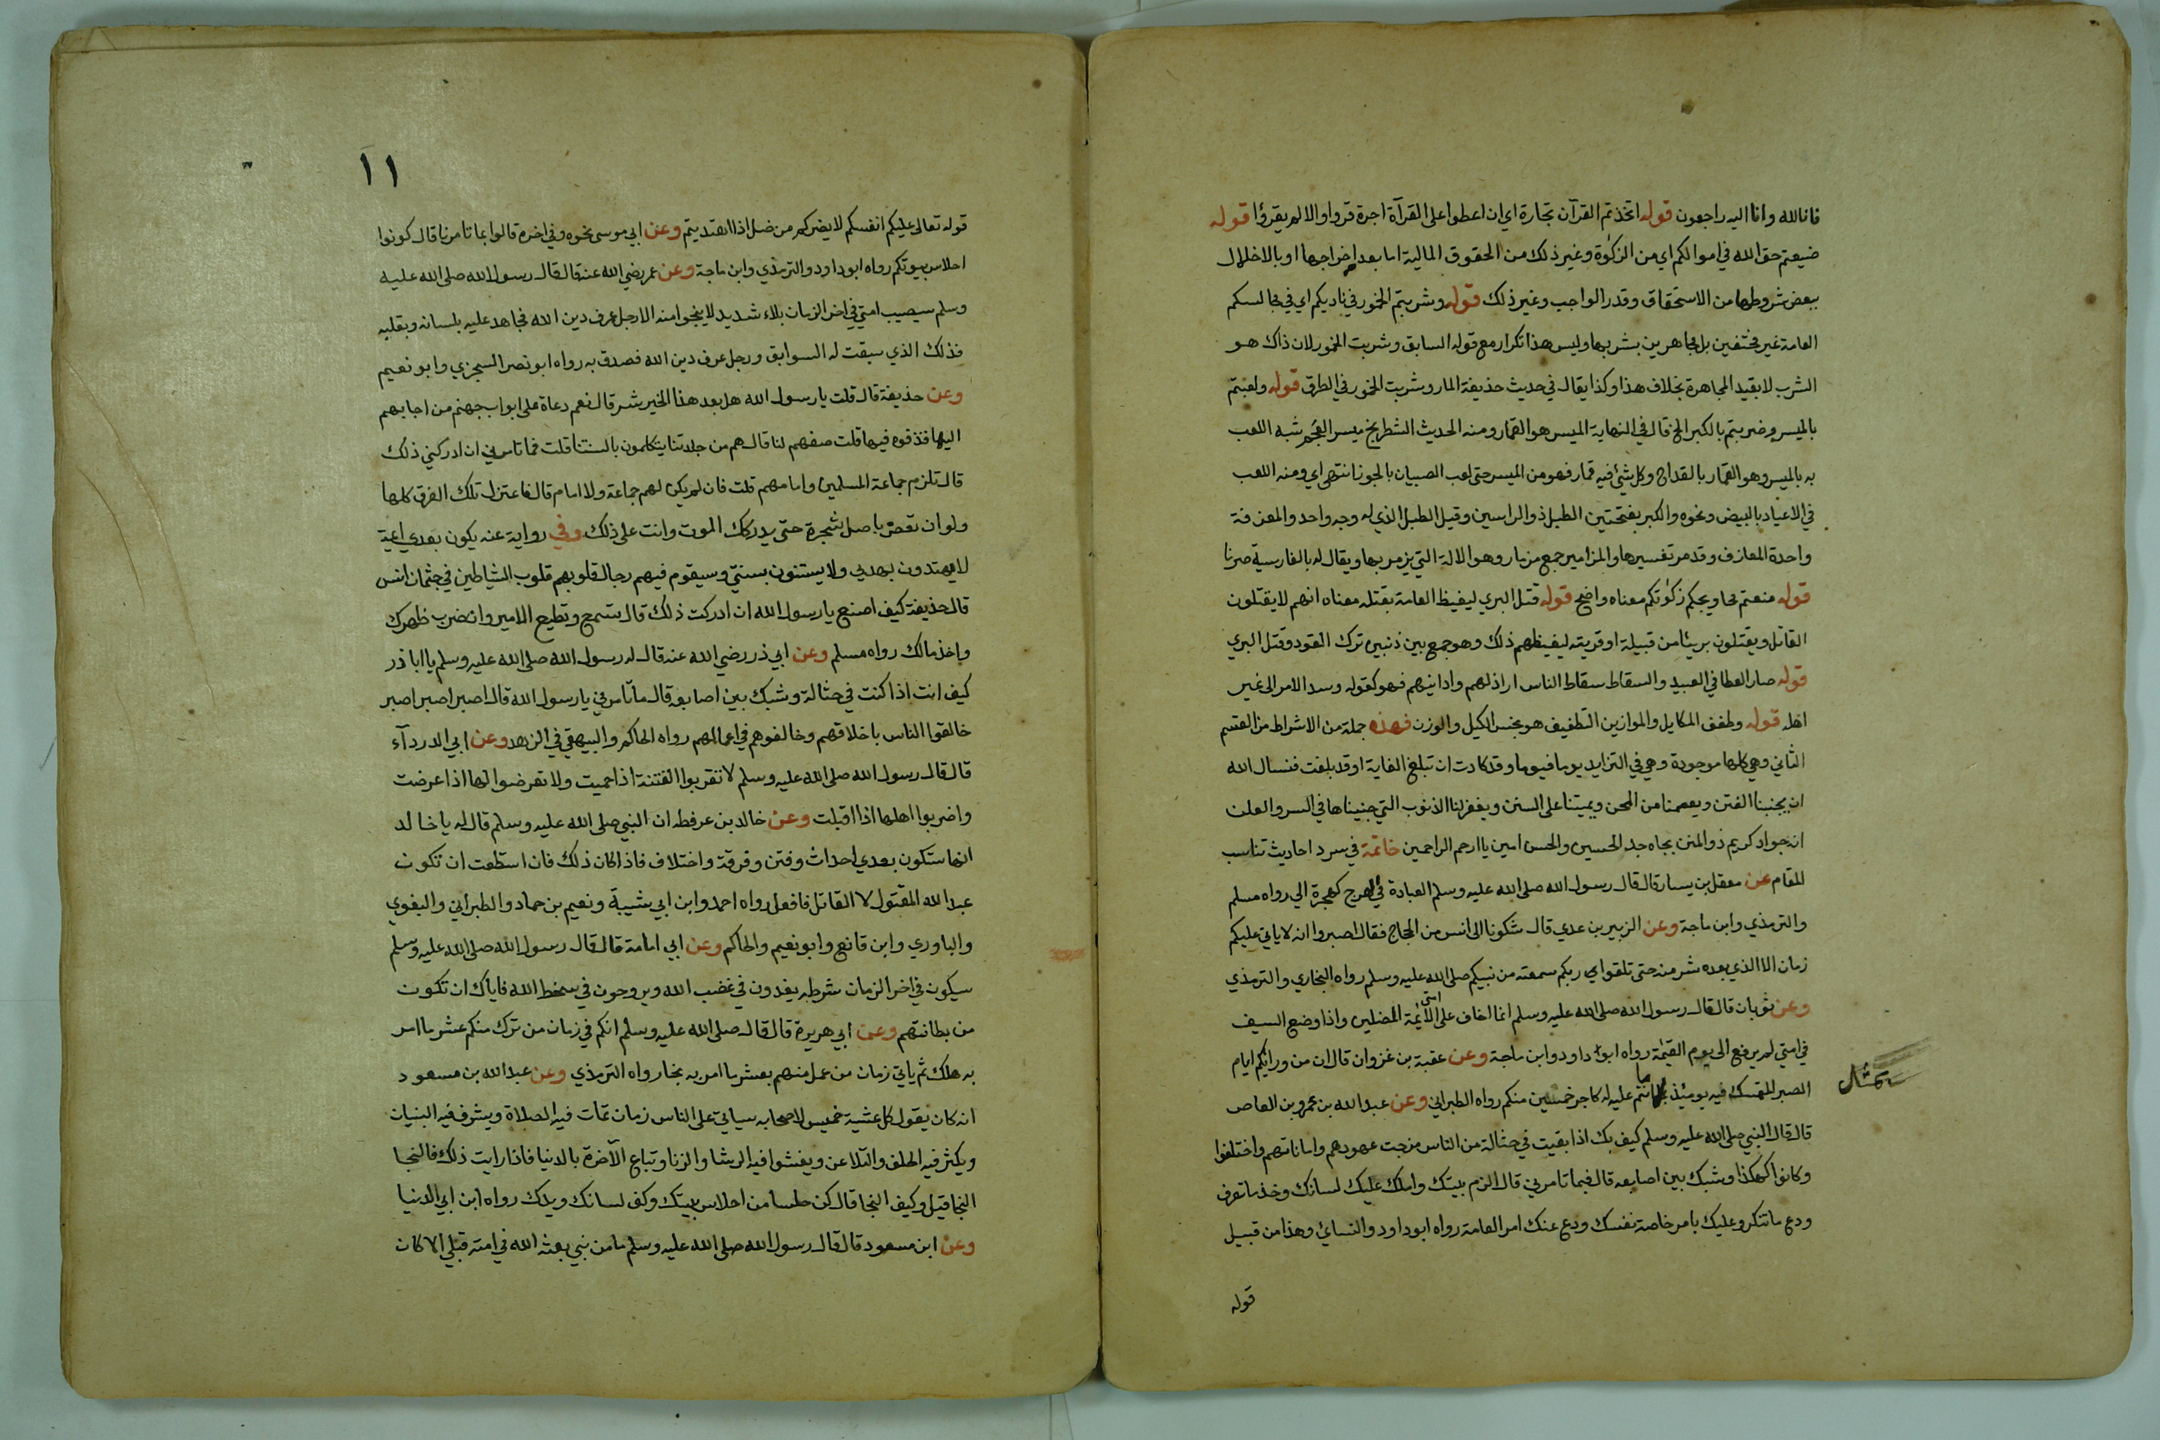 فانالله وانا اليه راجعون قوله اتخذتم القرآن تجارة اي ان اعطوا على القرآة اجرة قروا والا لم يقرؤا قوله
ضيعتم حق الله في اموالكم اي من الزكوة وغير ذلك من الحقوق المالية اما بعدم اخراجها او بالاخلال
ببعض شروطها من الاستحقاق وقدر الواجب وغير ذلك قوله وشربتم الخمور في ناديكم اي في مجالسكم
العامة غير مختفين بل مجاهرين بشربها وليس هذا تكرار مع قوله السابق وشربت الخمور لان ذاك هو
الشرب لا بقيد المجاهرة بخلاف هذا وكذا يقال في حديث حذيفة المار وشربت الخمور في الطرق قوله ولعبتم
بالميسر وضربتم بالكبر الخ قال في النهاية الميسر هو القمار ومنه الحديث الشطرنج ميسر العجم شبه اللعب
به بالميسر وهو القمار بالقداح وكل شئ فيه قمار فهو من الميسر حتى لعب الصبيان بالجوز انتهى اي ومنه اللعب
في الاعياد بالبيض ونحوه والكبر بفتحتين الطبل ذو الراسين وقيل الطبل الذي له وجه واحد والمعزفة
واحدة المعازف وقد مر تفسيرها والمزامير جمع مزمار وهو الالة التي يزمر بها ويقال له بالفارسية صرنا
قوله منعتم محاويجكم زكوتكم معناه واضح قوله قتل البري ليغيظ العامة بقتله معناه انهم لا يقتلون
القاتل ويقتلون بريئا من قبيلة او قريته ليغيظهم ذلك وهو جمع بين ذنبين ترك القود وقتل البري
قوله صار العطا في العبيد والسقاط سقاط الناس اراذلهم وادانيهم فهو كقوله وسد الامر الى غير
اهله قوله وطفف المكايل والموازين التطفيف هو بخس الكيل والوزن فهذه جملة من الاشراط من القسم
الثاني وهي كلها موجودة وهي في التزايد يوما فيوما وقد كادت ان تبلغ الغاية او قد بلغت فنسال الله
ان يجنبنا الفتن ويعصمنا من المحن ويميتنا على السنن ويغفر لنا الذنوب التي جنيناها في السر والعلن
انه جواد كريم ذو المنن بجاه جد الحسين والحسن امين يا ارحم الراحمين خاتمة في سرد احاديث تناسب
المقام عن معقل بن يسار قال قال رسول الله صلى الله عليه وسلم العبادة في الهرج كهجرة الي رواه مسلم
والترمذي وابن ماجة وعن الزبير بن عدي قال شكونا الى انس من الحجاج فقال اصبروا انه لا ياتي عليكم
زمان الا الذي بعده شر منه حتى تلقوا ربكم سمعته من نبيكم صلى الله عليه وسلم رواه البخاري والترمذي
وعن ثوبان قال قال رسول الله صلى الله عليه وسلم انما اخاف على امتي الائمة المضلين واذا وضع السيف
في امتي لم يرفع الى يوم القيمة رواه ابو داود وابن ماجة وعن عقبة بن غزوان قال ان من ورائكم ايام
الصبر للمتمسك فيه يومئذ بما انتم عليه له كاجر خمسين منكم رواه الطبراني وعن عبدالله بن عمرو بن العاص
بمثل
قال قال النبي صلى الله عليه وسلم كيف بك اذا بقيت في حثالة من الناس مزجت عهودهم واماناتهم واختلفوا
وكانوا هكذا وشبك بين اصابعه قال فبما تامرني قال الزم بيتك واملك عليك لسانك وخذ ما تعرف
ودع ما تنكر وعليك بامر خاصة نفسك ودع عنك امر العامة رواه ابو داود والنسائ وهذا من قبيل
قوله
١١
قوله تعالى عليكم انفسكم لا يضركم من ضل اذا اهتديتم وعن ابي موسى نحوه وفي اخره قالوا بما تامرنا قال كونوا
احلاس بيوتكم رواه ابوداود والترمذي وابن ماجة وعن عمر رضي الله عنه قال قال رسول الله صلى الله عليه
وسلم سيصيب امتي في اخر الزمان بلاء شديد لا ينجو منه الا رجل عرف دين الله فجاهد عليه بلسانه وبقلبه
فذلك الذي سبقت له السوابق ورجل عرف دين الله فصدق به رواه ابو نصر السجزي وابو نعيم
وعن حذيفة قال قلت يا رسول الله هل بعد هذا الخير شر قال نعم دعاة على ابواب جهنم من اجابهم
اليها قذفوه فيها قلت صفهم لنا قال هم من جلدتنا يتكلمون بالسنتنا قلت فما تامرني ان ادركني ذلك
قال تلزم جماعة المسلمين وامامهم قلت فان لم يكن لهم جماعة ولا امام قال فاعتزل تلك الفرق كلها
ولو ان تعض باصل شجرة حتى يدركك الموت وانت على ذلك وفي رواية عنه يكون بعدي ائمة
لا يهتدون بهديي ولا يستنون بسنتي وسيقوم فيهم رجال قلوبهم قلوب الشاطين في جثمان انس
قال حذيفة كيف اصنع يا رسول الله ان ادركت ذلك قال تسمع وتطيع الامير وان ضرب ظهرك
واخذ مالك رواه مسلم وعن ابي ذر رضي الله عنه قال له رسول الله صلى الله عليه وسلم يا ابا ذر
كيف انت اذا كنت في حثالة وشبك بين اصابعه قال ما تامرني يا رسول الله قال اصبر اصبر اصبر
خالقوا الناس باخلاقهم وخالفوهم في اعمالهم رواه الحاكم والبيهقي في الزهد وعن ابي الدردآء
قال قال رسول الله صلى الله عليه وسلم لا تقربوا الفتنة اذا حميت ولا تعرضوا لها اذا عرضت
واضربوا اهلها اذا اقبلت وعن خالد بن عرفطه ان النبي صلى الله عليه وسلم قال له يا خالد
انها ستكون بعدي احداث وفتن وفرقة واختلاف فاذا كان ذلك فان استطعت ان تكون
عبد الله المقتول لا القاتل فافعل رواه احمد وابن ابي شيبة ونعيم بن حماد والطبراني والبغوي
والباوري وابن قانع وابو نعيم والحاكم وعن ابي امامة قال قال رسول الله صلى الله عليه وسلم
سيكون في اخر الزمان شرطه يغدون في غضب الله ويروحون في سخط الله فاياك ان تكون
من بطانتهم وعن ابي هريرة قال قال صلى الله عليه وسلم انكم في زمان من ترك منكم عشر ما امر
به هلك ثم ياتي زمان من عمل منهم بعشر ما امر به نجا رواه الترمذي وعن عبدالله بن مسعود
انه كان يقول كل عشية خميس لاصحابه سياتي على الناس زمان تمات فيه الصلاة ويشرف فيه البنيان
ويكثر فيه الحلف والتلاعن ويفشوا فيه الرشا والزنا وتباع الآخرة بالدنيا فاذا رايت ذلك فالنجا
النجا قيل وكيف النجا قال كن حلسا من احلاس بيتك وكف لسانك ويدك رواه ابن ابي الدنيا
وعن ابن مسعود قال قال رسول الله صلى الله عليه وسلم ما من نبي بعثه الله في امته قبلي الا كان